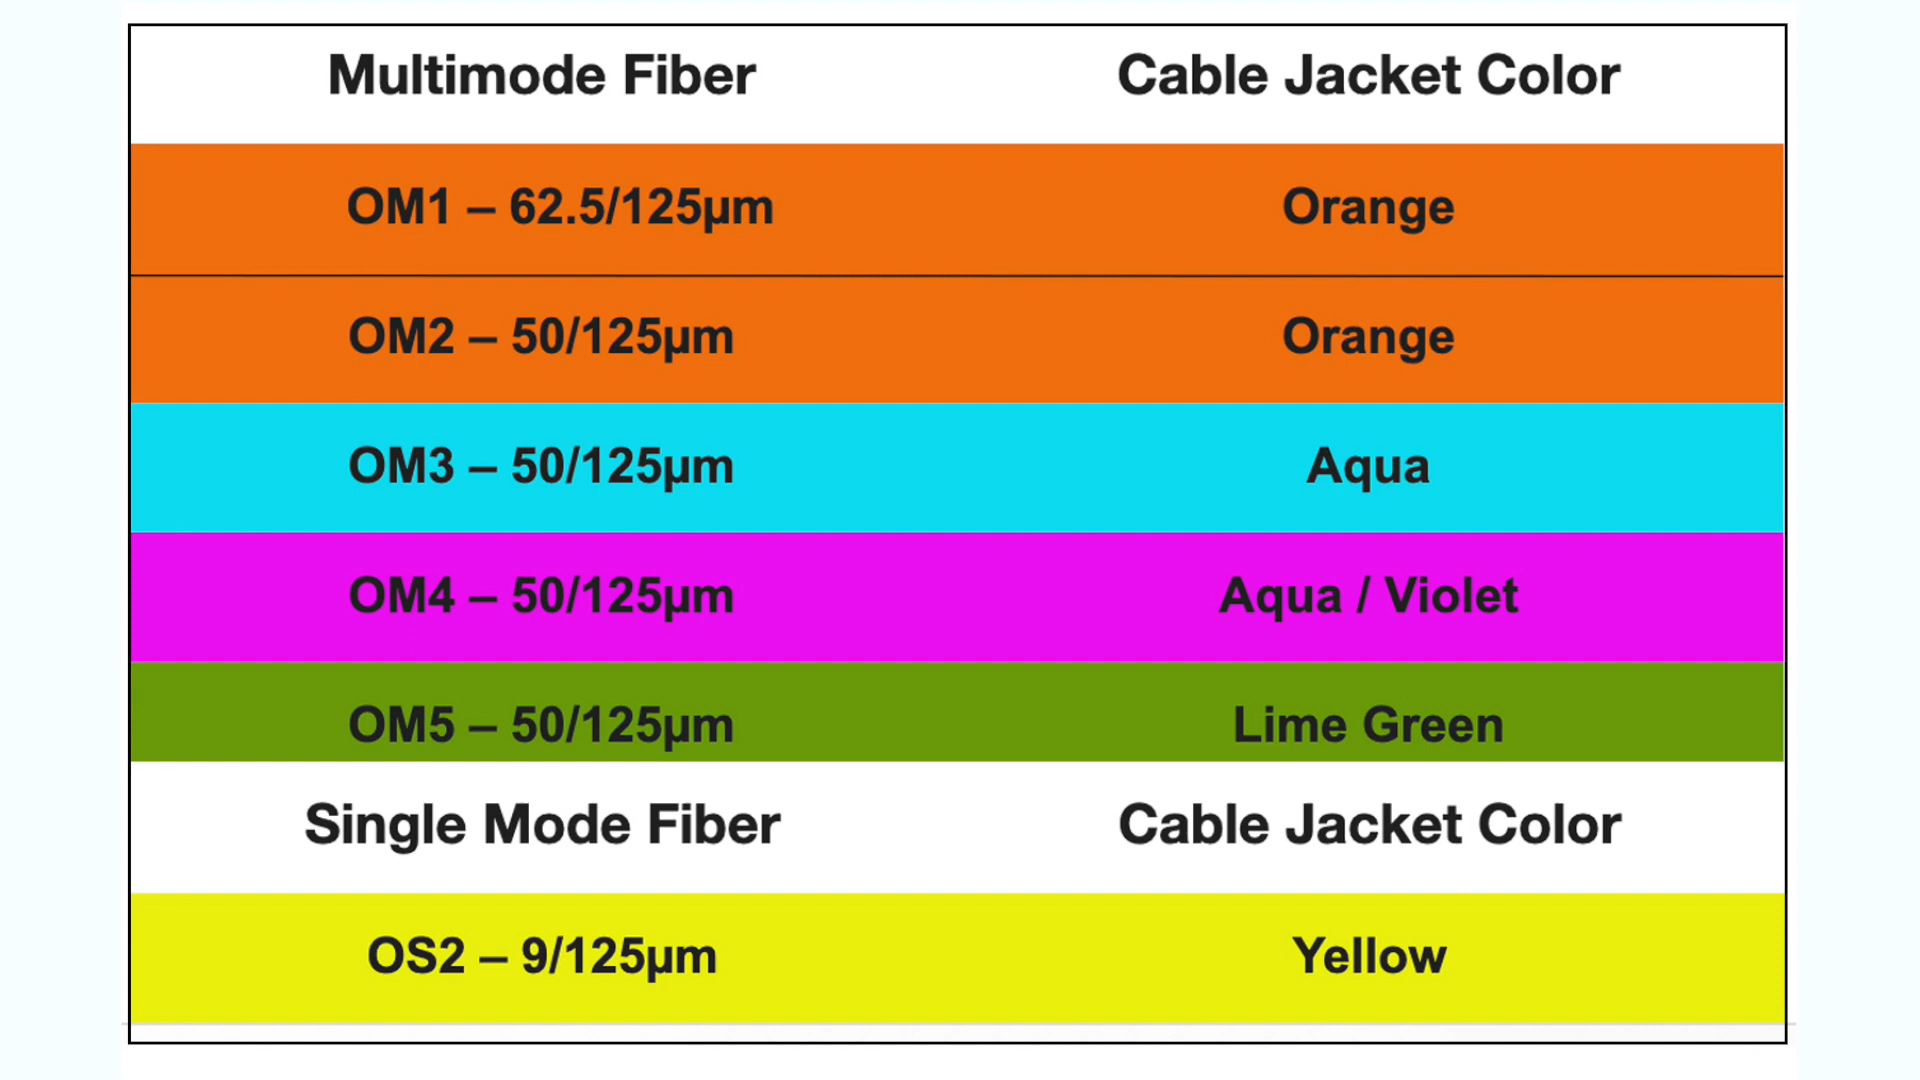 Multimode Fiber Cable Jacket Color
OM1 – 62.5/125µm Orange
OM2 – 50/125µm Orange
OM3 – 50/125µm Aqua
OM4 – 50/125µm Aqua / Violet
OM5 – 50/125µm Lime Green
Single Mode Fiber Cable Jacket Color
OS2 – 9/125µm Yellow